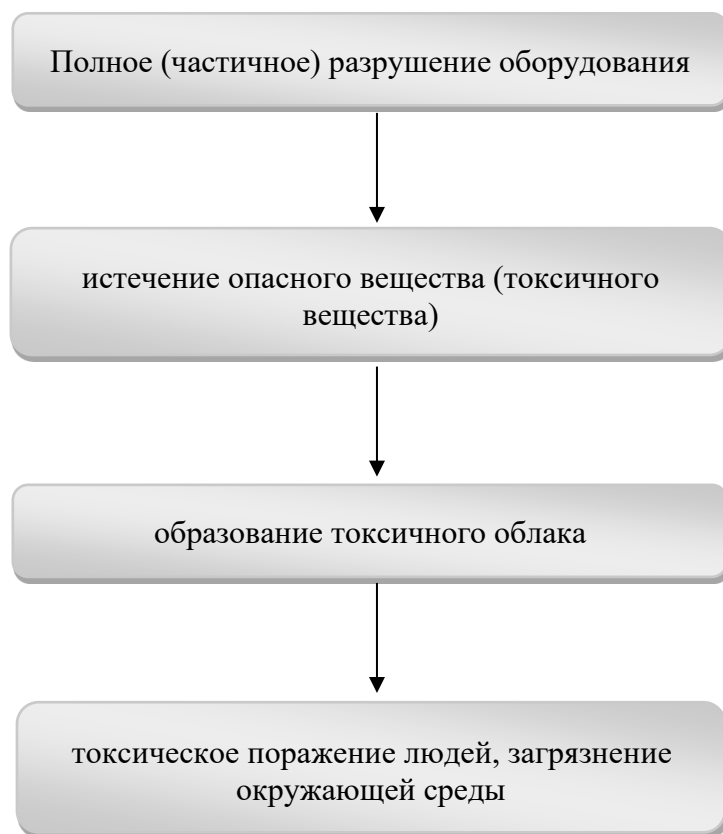 Полное (частичное) разрушение оборудования
истечение опасного вещества (токсичного
вещества)
образование токсичного облака
токсическое поражение людей, загрязнение
окружающей среды